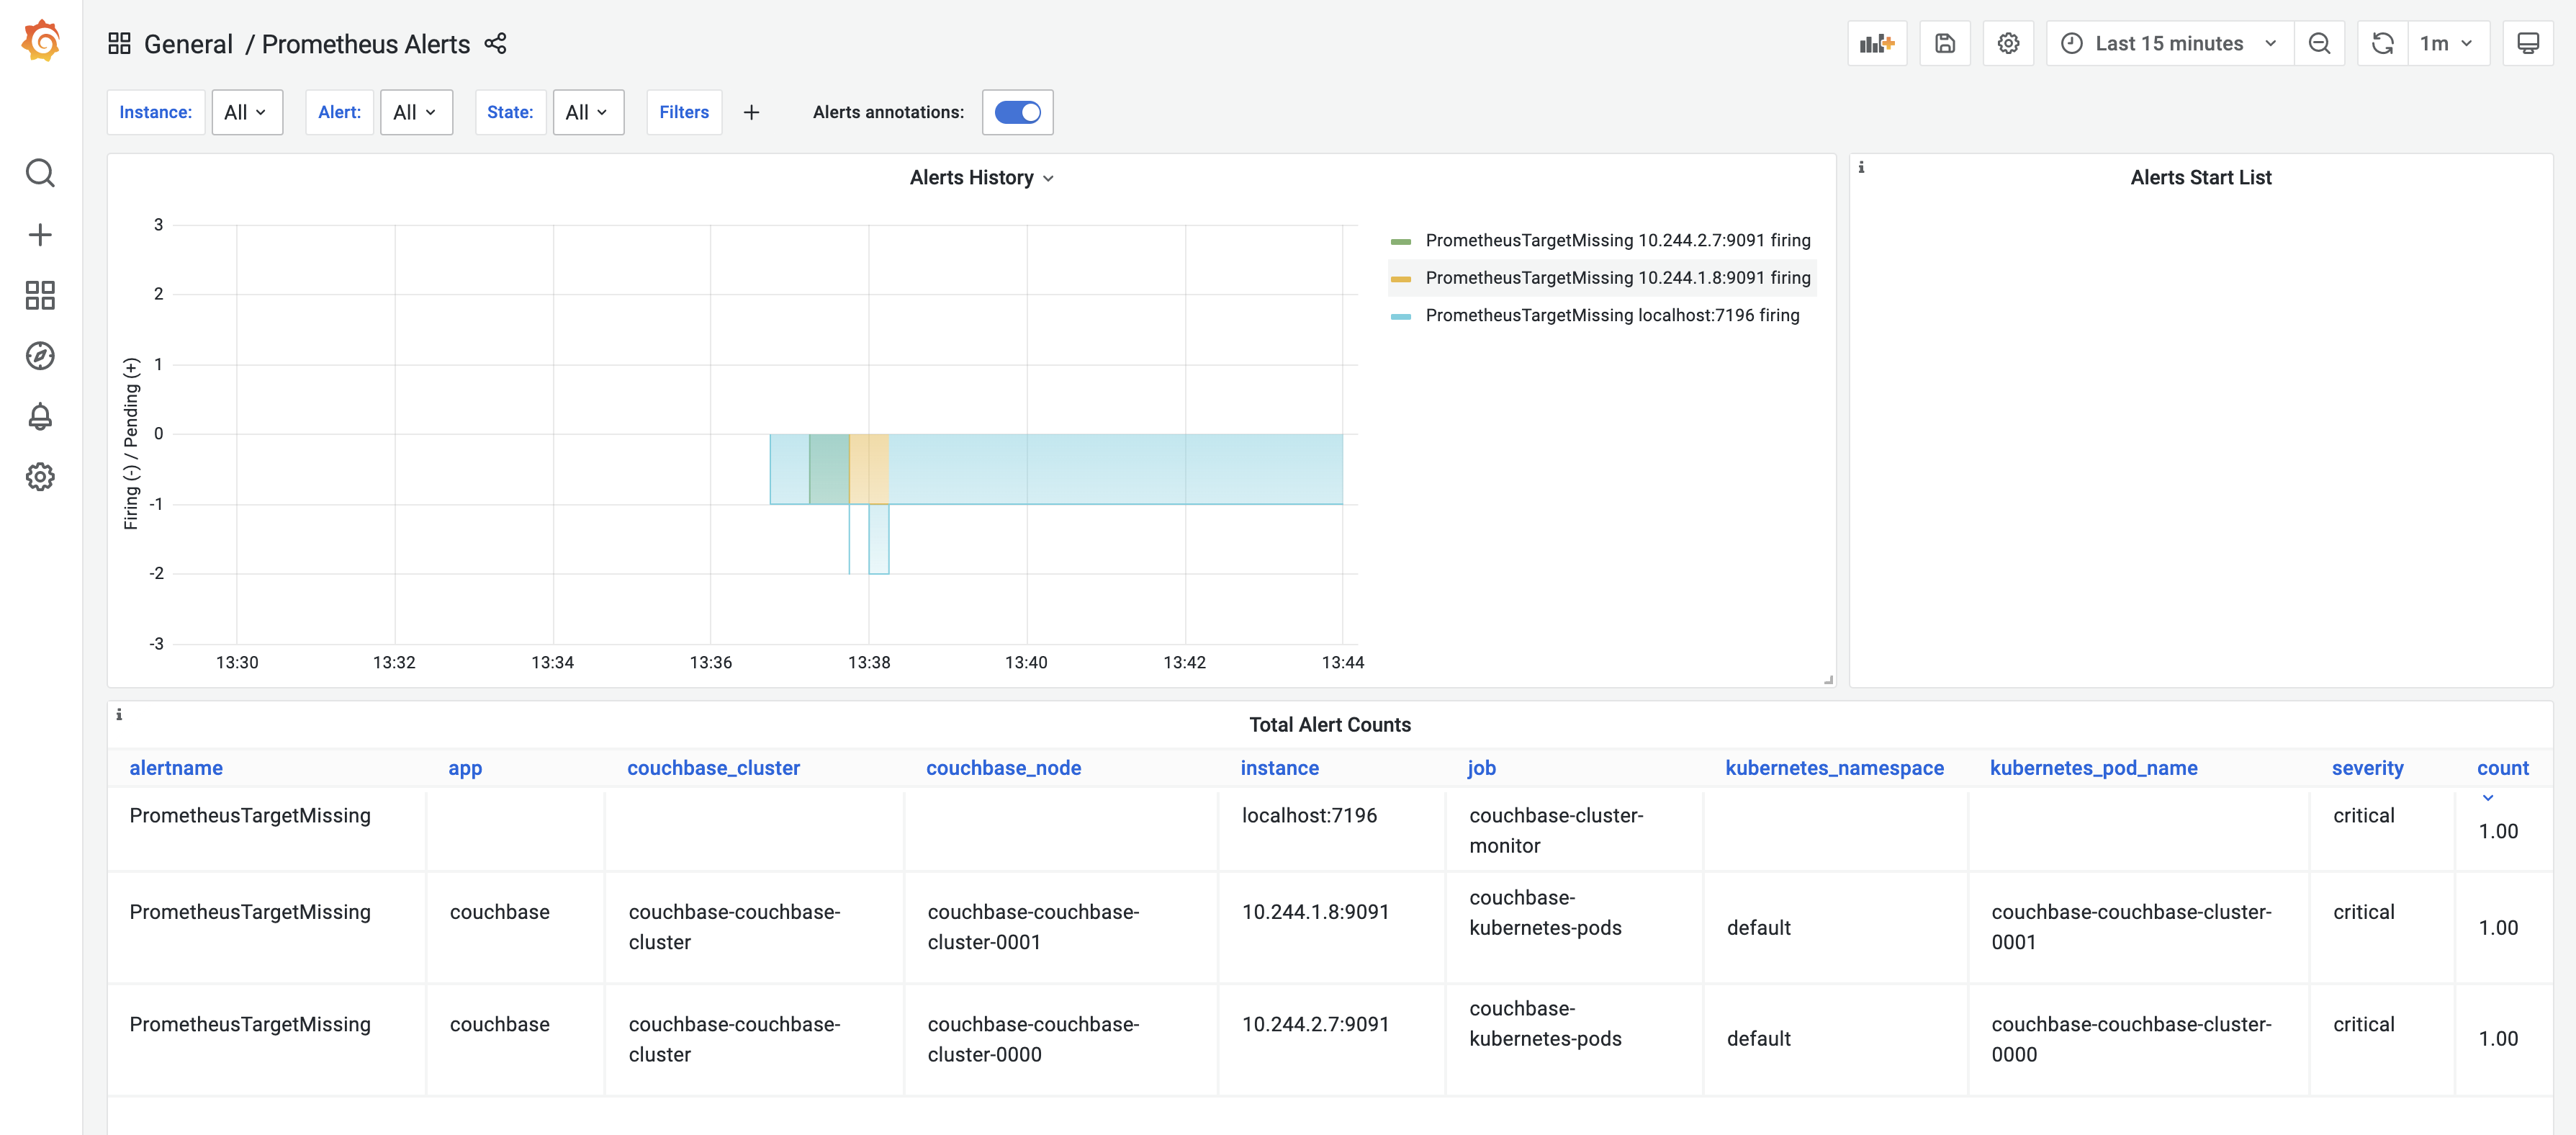 General / Prometheus Alerts
Last 15 minutes
1m
Instance: All Alert: All State: All Filters + Alerts annotations:
Alerts History
3
2
1
0
-1
-2
-3
Firing (-) / Pending (+)
13:30 13:32 13:34 13:36 13:38 13:40 13:42 13:44
PrometheusTargetMissing 10.244.2.7:9091 firing
PrometheusTargetMissing 10.244.1.8:9091 firing
PrometheusTargetMissing localhost:7196 firing
i
Alerts Start List
i
Total Alert Counts
alertname app couchbase_cluster couchbase_node instance job kubernetes_namespace kubernetes_pod_name severity count
PrometheusTargetMissing localhost:7196 couchbase-cluster- critical 1.00
monitor
PrometheusTargetMissing couchbase couchbase-couchbase- couchbase-couchbase- 10.244.1.8:9091 couchbase- default couchbase-couchbase-cluster- critical 1.00
cluster cluster-0001 kubernetes-pods 0001
PrometheusTargetMissing couchbase couchbase-couchbase- couchbase-couchbase- 10.244.2.7:9091 couchbase- default couchbase-couchbase-cluster- critical 1.00
cluster cluster-0000 kubernetes-pods 0000